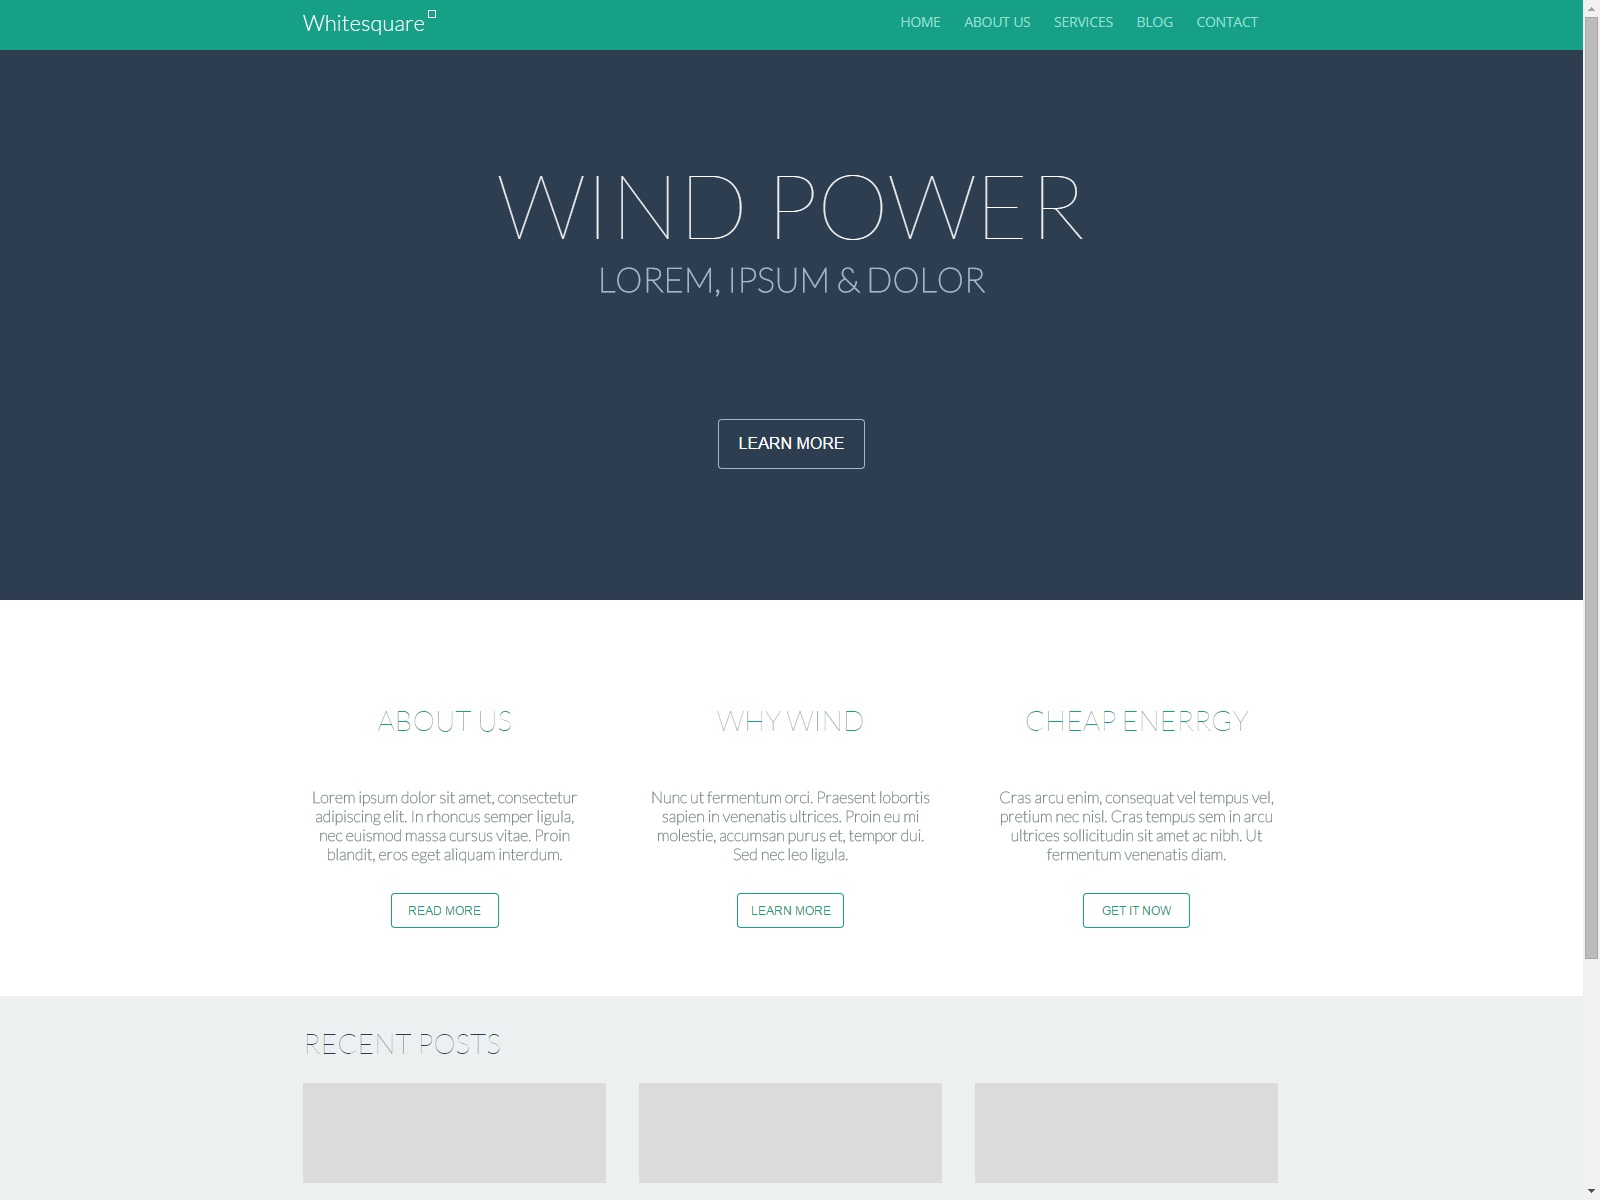 Whitesquare
HOME ABOUT US SERVICES BLOG CONTACT
WIND POWER
LOREM, IPSUM & DOLOR
LEARN MORE
ABOUT US
Lorem ipsum dolor sit amet, consectetur
adipiscing elit. In rhoncus semper ligula,
nec euismod massa cursus vitae. Proin
blandit, eros eget aliquam interdum.
READ MORE
WHY WIND
Nunc ut fermentum orci. Praesent lobortis
sapien in venenatis ultrices. Proin eu mi
molestie, accumsan purus et, tempor dui.
Sed nec leo ligula.
LEARN MORE
CHEAP ENERRGY
Cras arcu enim, consequat vel tempus vel,
pretium nec nisl. Cras tempus sem in arcu
ultrices sollicitudin sit amet ac nibh. Ut
fermentum venenatis diam.
GET IT NOW
RECENT POSTS